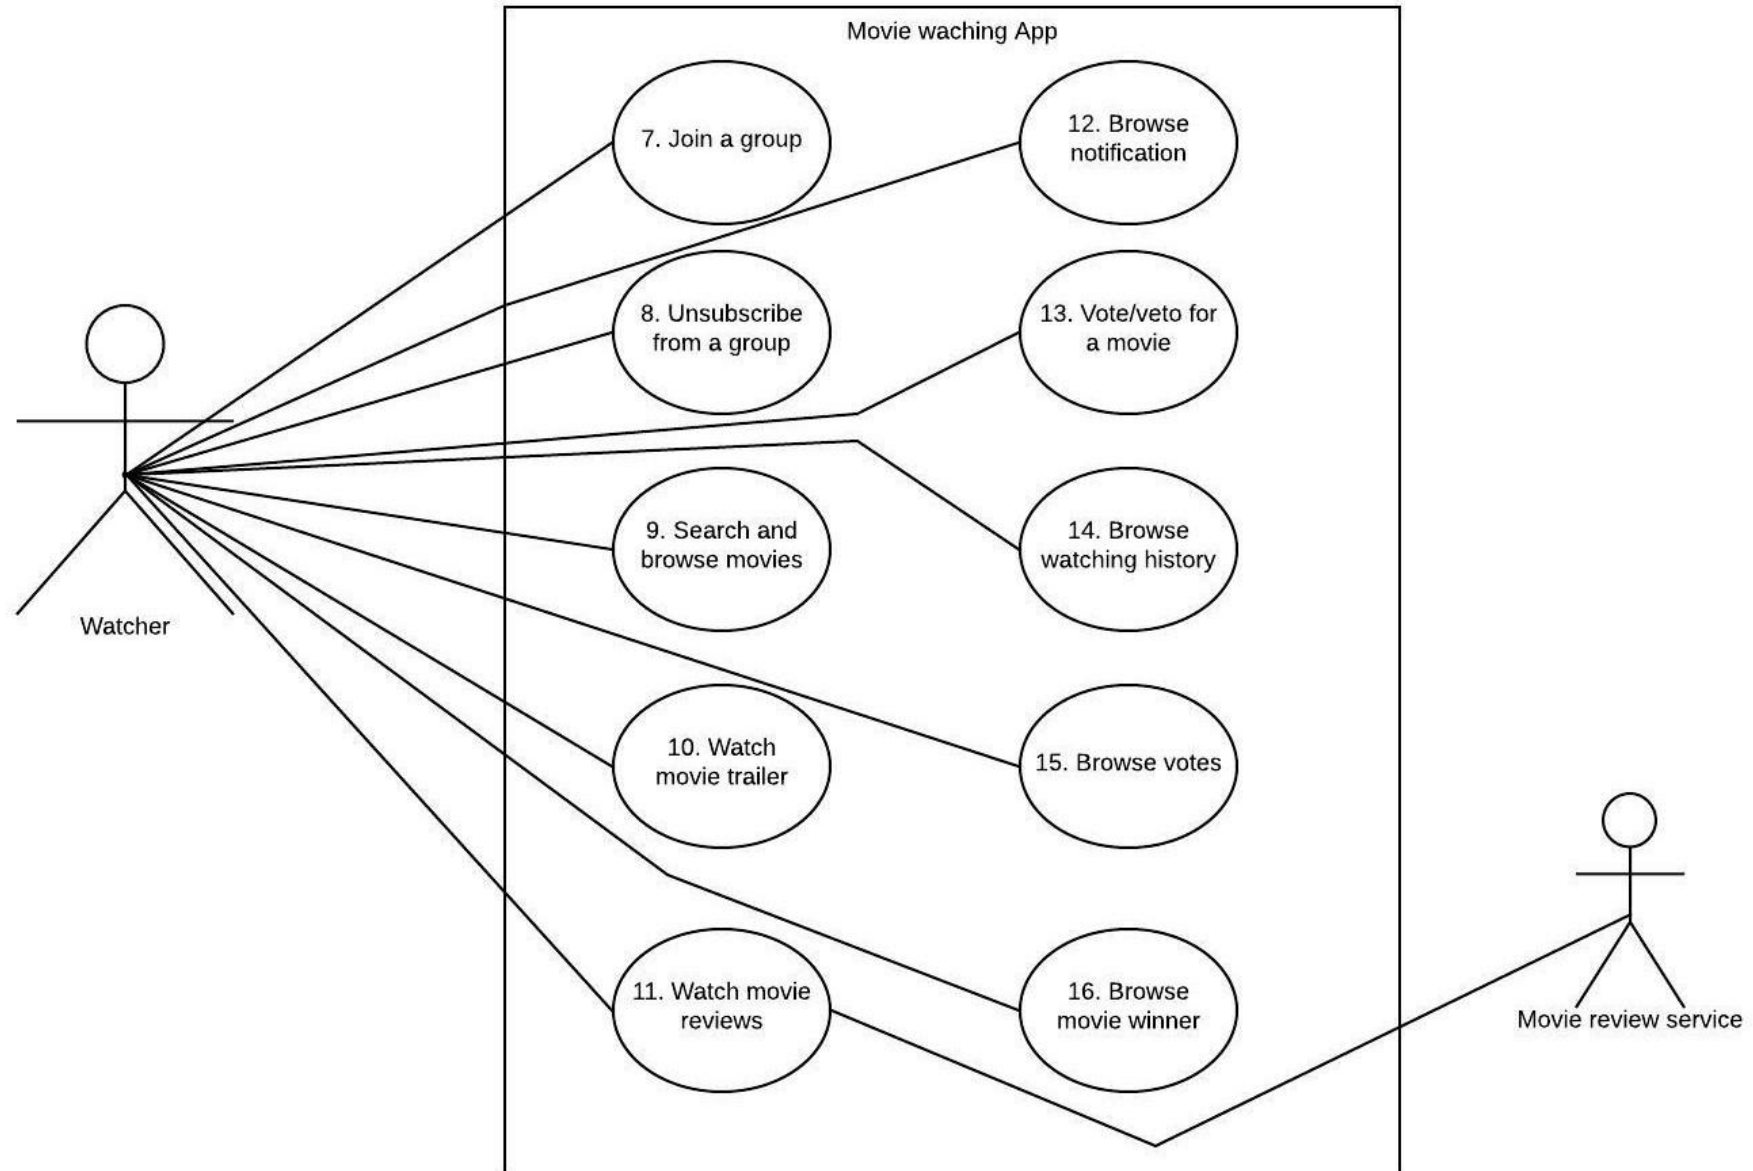 Movie waching App
7. Join a group
12. Browse
notification
8. Unsubscribe
from a group
13. Vote/veto for
a movie
9. Search and
browse movies
14. Browse
watching history
Watcher
10. Watch
movie trailer
15. Browse votes
11. Watch movie
reviews
16. Browse
movie winner
Movie review service